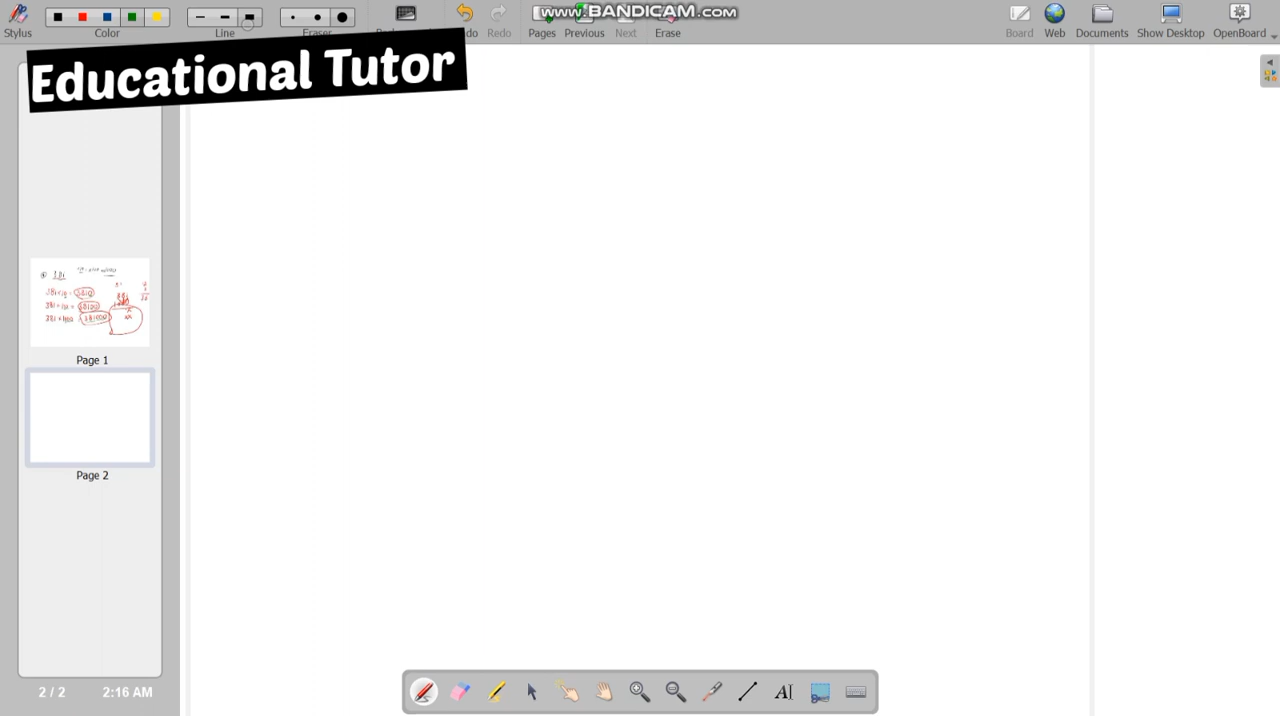 www.BANDICAM.com
Stylus
Color
Line
Eraser
Redo
Pages
Previous
Next
Erase
Board
Web
Documents
Show Desktop
OpenBoard
Educational Tutor
Page 1
Page 2
2 / 2
2:16 AM
AI